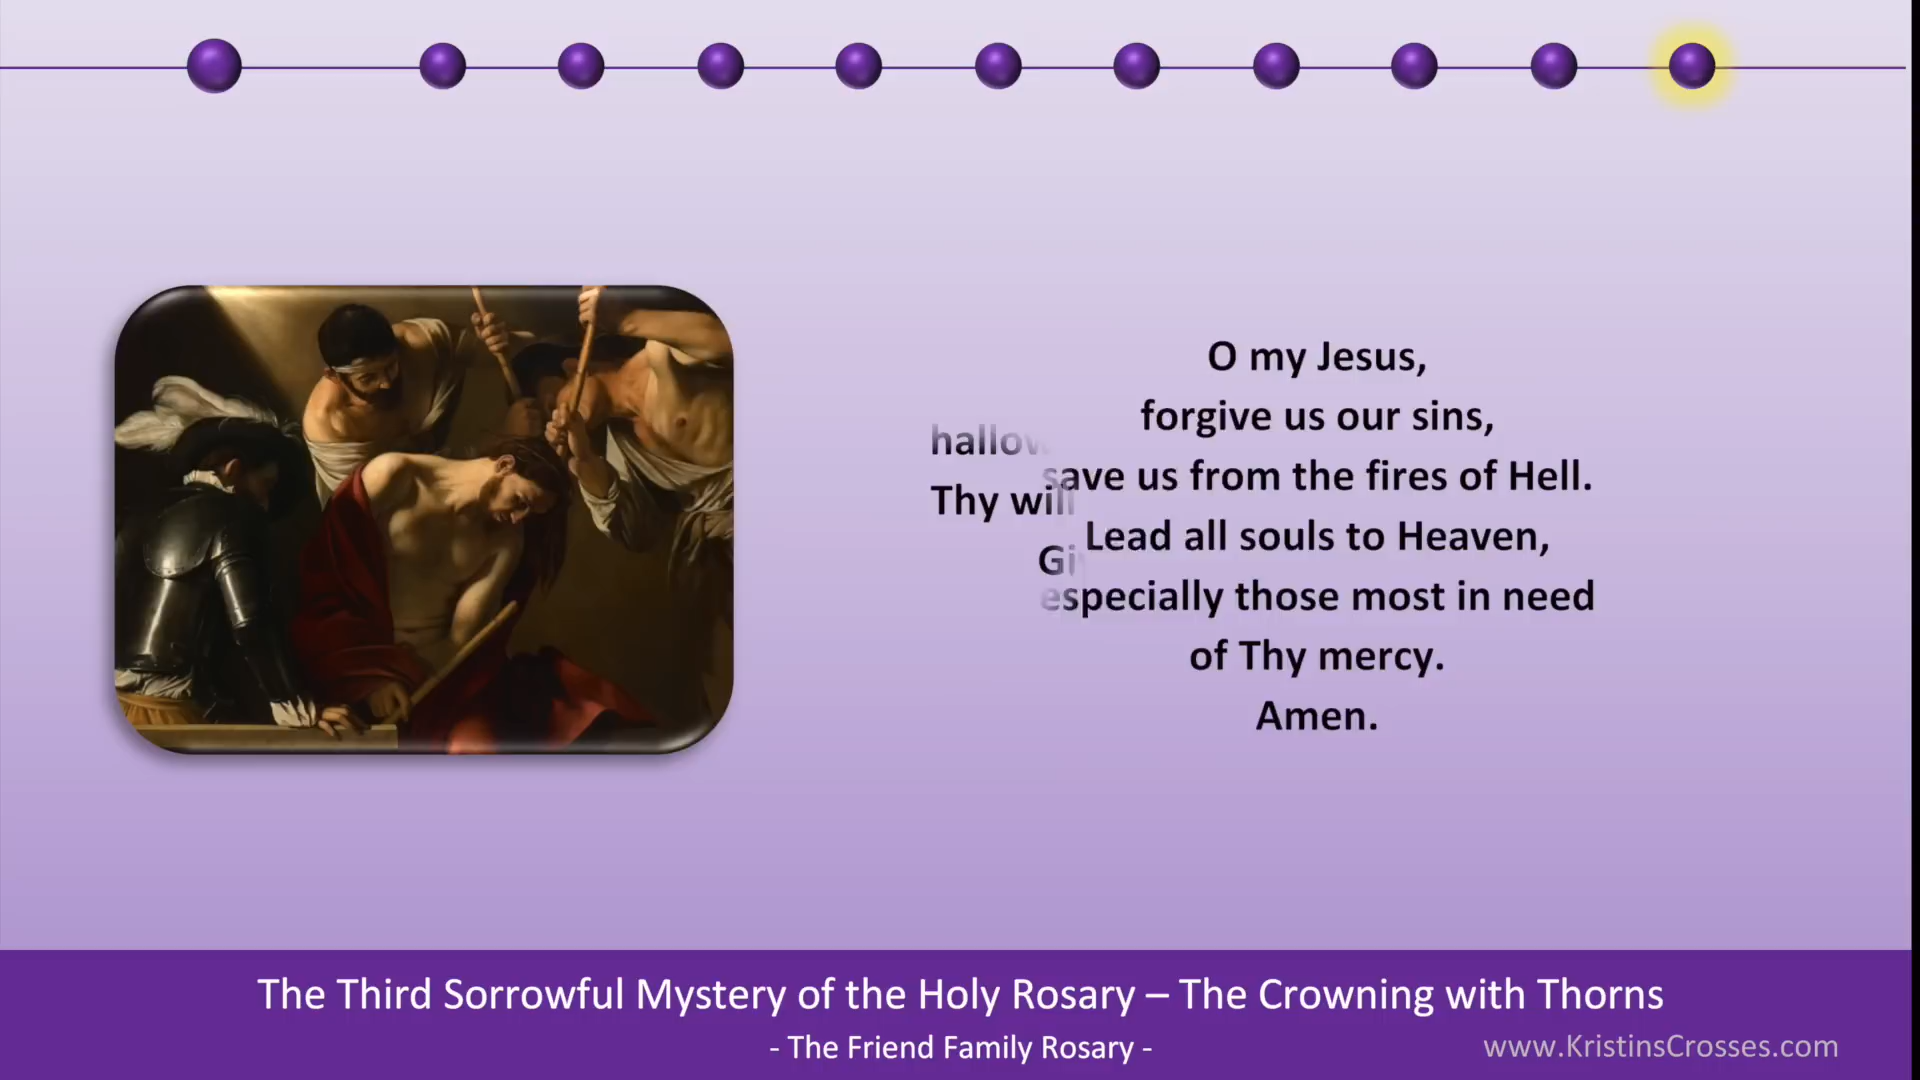 O my Jesus,
forgive us our sins,
save us from the fires of Hell.
Lead all souls to Heaven,
especially those most in need
of Thy mercy.
Amen.
Thy will
The Third Sorrowful Mystery of the Holy Rosary – The Crowning with Thorns
- The Friend Family Rosary -
www.KristinsCrosses.com